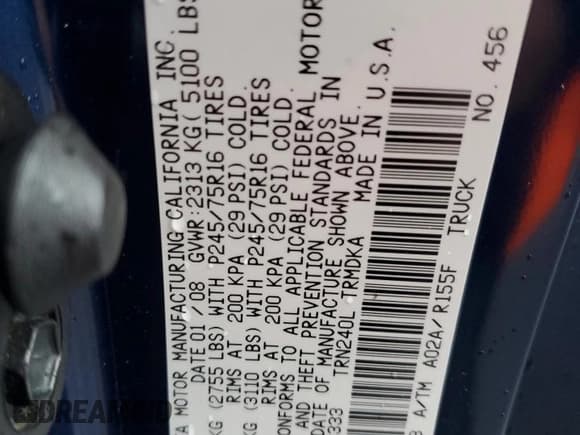 TA MOTOR MANUFACTURING CALIFORNIA INC.
DATE 01 / 08 GVWR:2313 KG( 5100 LBS
KG (2755 LBS) WITH P245/75R16 TIRES
RIMS AT 200 KPA (29 PSI) COLD.
KG (3110 LBS) WITH P245/75R16 TIRES
RIMS AT 200 KPA (29 PSI) COLD.
TO ALL APPLICABLE FEDERAL MOTOR
AND THEFT PREVENTION STANDARDS IN
DATE OF MANUFACTURE SHOWN ABOVE.
1333 TRN240L -TRMDKA MADE IN U.S.A.
A/TM A02A/ R155F TRUCK
NO. 456
DREAMBID